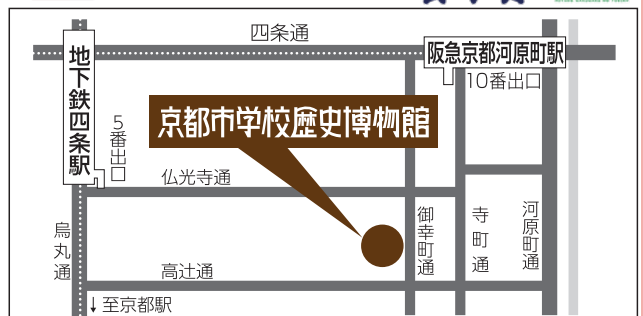 四条通
地下鉄四条駅
阪急京都河原町駅
10番出口
5番出口
京都市学校歴史博物館
仏光寺通
御幸町通
寺町通
河原町通
烏丸通
高辻通
↓至京都駅